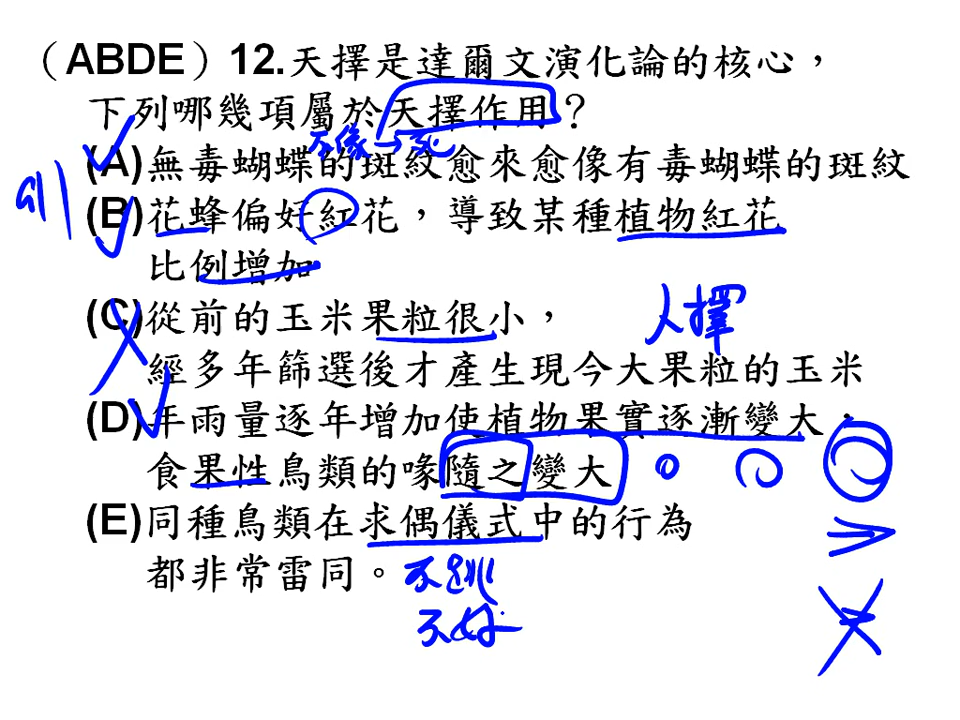 （ABDE）12.天擇是達爾文演化論的核心，
下列哪幾項屬於天擇作用？
不像→死
(A)無毒蝴蝶的斑紋愈來愈像有毒蝴蝶的斑紋
(B)花蜂偏好紅花，導致某種植物紅花
比例增加
(C)從前的玉米果粒很小，
人擇
經多年篩選後才產生現今大果粒的玉米
(D)年雨量逐年增加使植物果實逐漸變大，
食果性鳥類的喙隨之變大
(E)同種鳥類在求偶儀式中的行為
都非常雷同。
不跳
不好